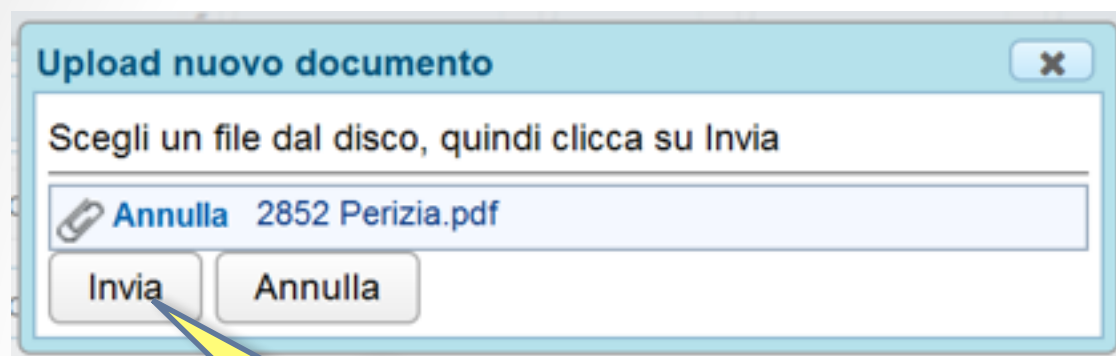 Upload nuovo documento
Scegli un file dal disco, quindi clicca su Invia
Annulla 2852 Perizia.pdf
Invia Annulla